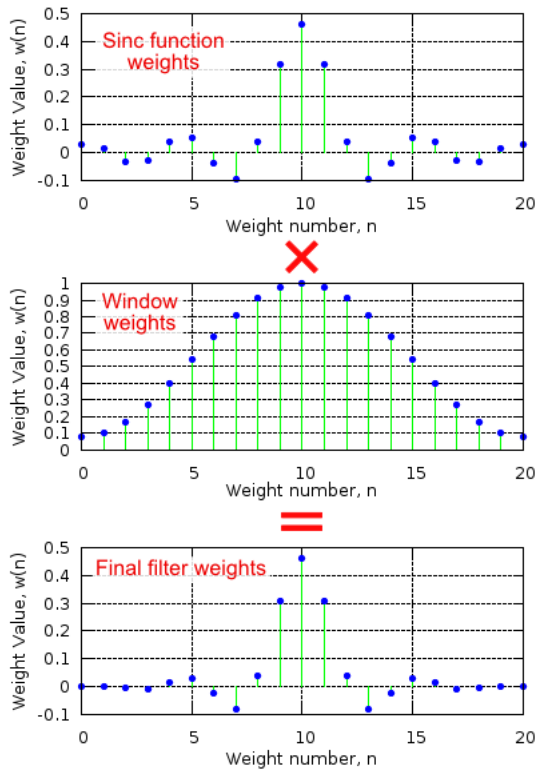 0.5
0.4
0.3
0.2
0.1
0
-0.1
Weight Value, w(n)
Sinc function
weights
0 5 10 15 20
Weight number, n
1
0.9
0.8
0.7
0.6
0.5
0.4
0.3
0.2
0.1
0
Weight Value, w(n)
Window
weights
0 5 10 15 20
Weight number, n
0.5
0.4
0.3
0.2
0.1
0
-0.1
Weight Value, w(n)
Final filter weights
0 5 10 15 20
Weight number, n